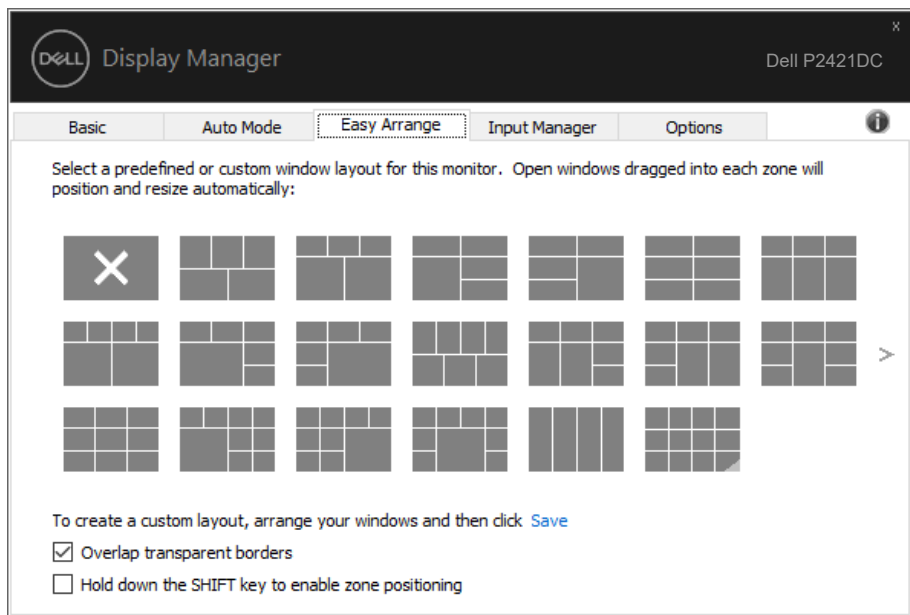 x
DELL Display Manager
Dell P2421DC
Basic Auto Mode Easy Arrange Input Manager Options i
Select a predefined or custom window layout for this monitor. Open windows dragged into each zone will
position and resize automatically:
>
To create a custom layout, arrange your windows and then click Save
Overlap transparent borders
Hold down the SHIFT key to enable zone positioning